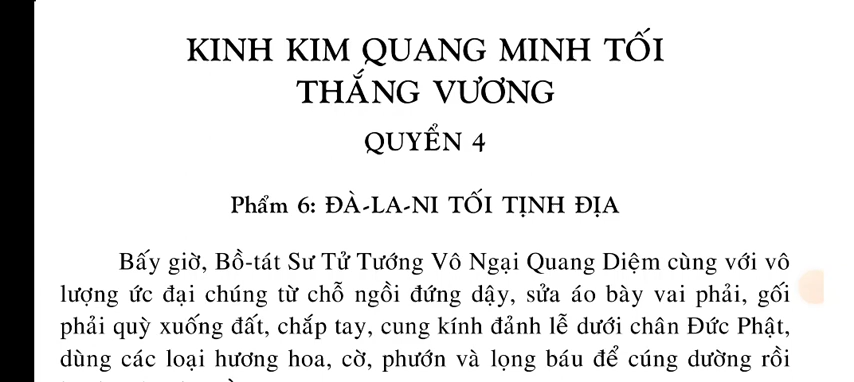 KINH KIM QUANG MINH TỐI
THẮNG VƯƠNG
QUYỂN 4
Phẩm 6: ĐÀ-LA-NI TỐI TỊNH ĐỊA
Bấy giờ, Bồ-tát Sư Tử Tướng Vô Ngại Quang Diệm cùng với vô
lượng ức đại chúng từ chỗ ngồi đứng dậy, sửa áo bày vai phải, gối
phải quỳ xuống đất, chắp tay, cung kính đảnh lễ dưới chân Đức Phật,
dùng các loại hương hoa, cờ, phướn và lọng báu để cúng dường rồi